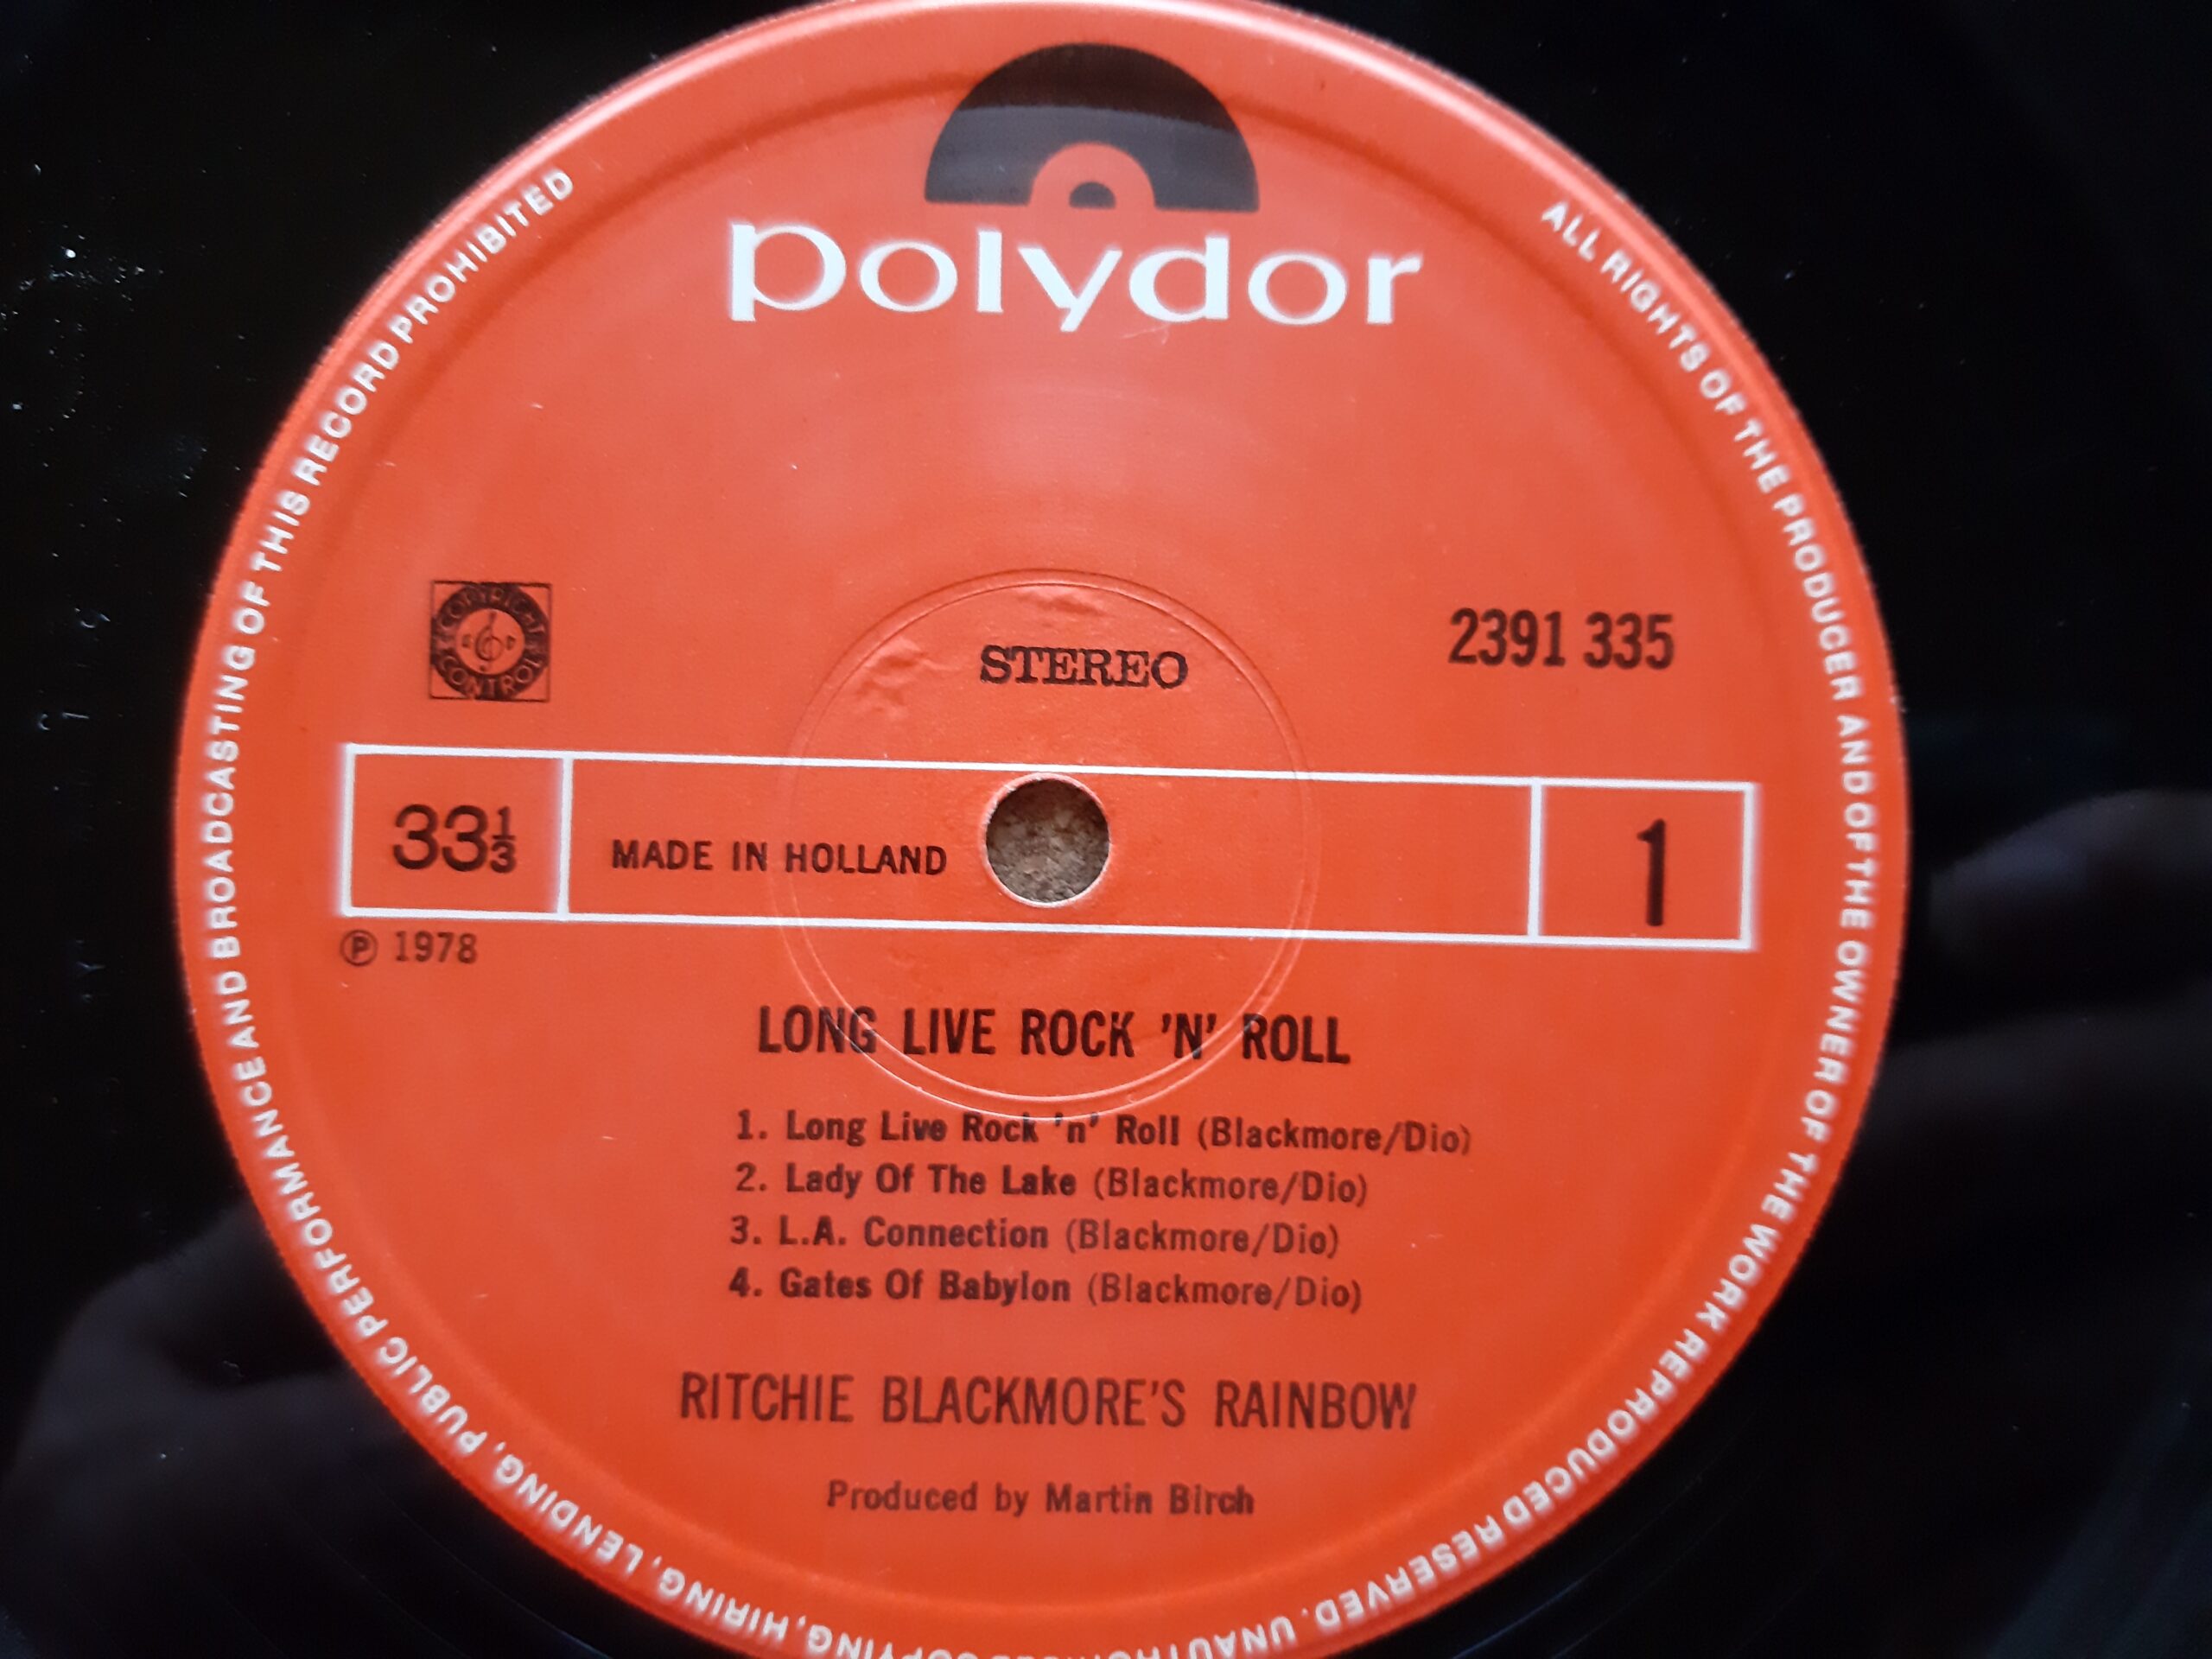 polydor
COPYRIGHT CONTROL
STEREO
2391 335
33⅓
MADE IN HOLLAND
1
℗ 1978
LONG LIVE ROCK 'N' ROLL
1. Long Live Rock 'n' Roll (Blackmore/Dio)
2. Lady Of The Lake (Blackmore/Dio)
3. L.A. Connection (Blackmore/Dio)
4. Gates Of Babylon (Blackmore/Dio)
RITCHIE BLACKMORE'S RAINBOW
Produced by Martin Birch
ALL RIGHTS OF THE PRODUCER AND OF THE OWNER OF THE WORK REPRODUCED RESERVED. COPYING, HIRING, LENDING, PUBLIC PERFORMANCE AND BROADCASTING OF THIS RECORD PROHIBITED